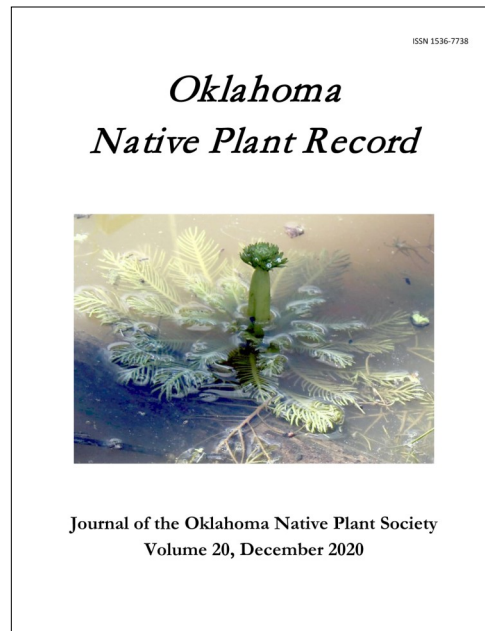 ISSN 1536-7738
Oklahoma
Native Plant Record
Journal of the Oklahoma Native Plant Society
Volume 20, December 2020